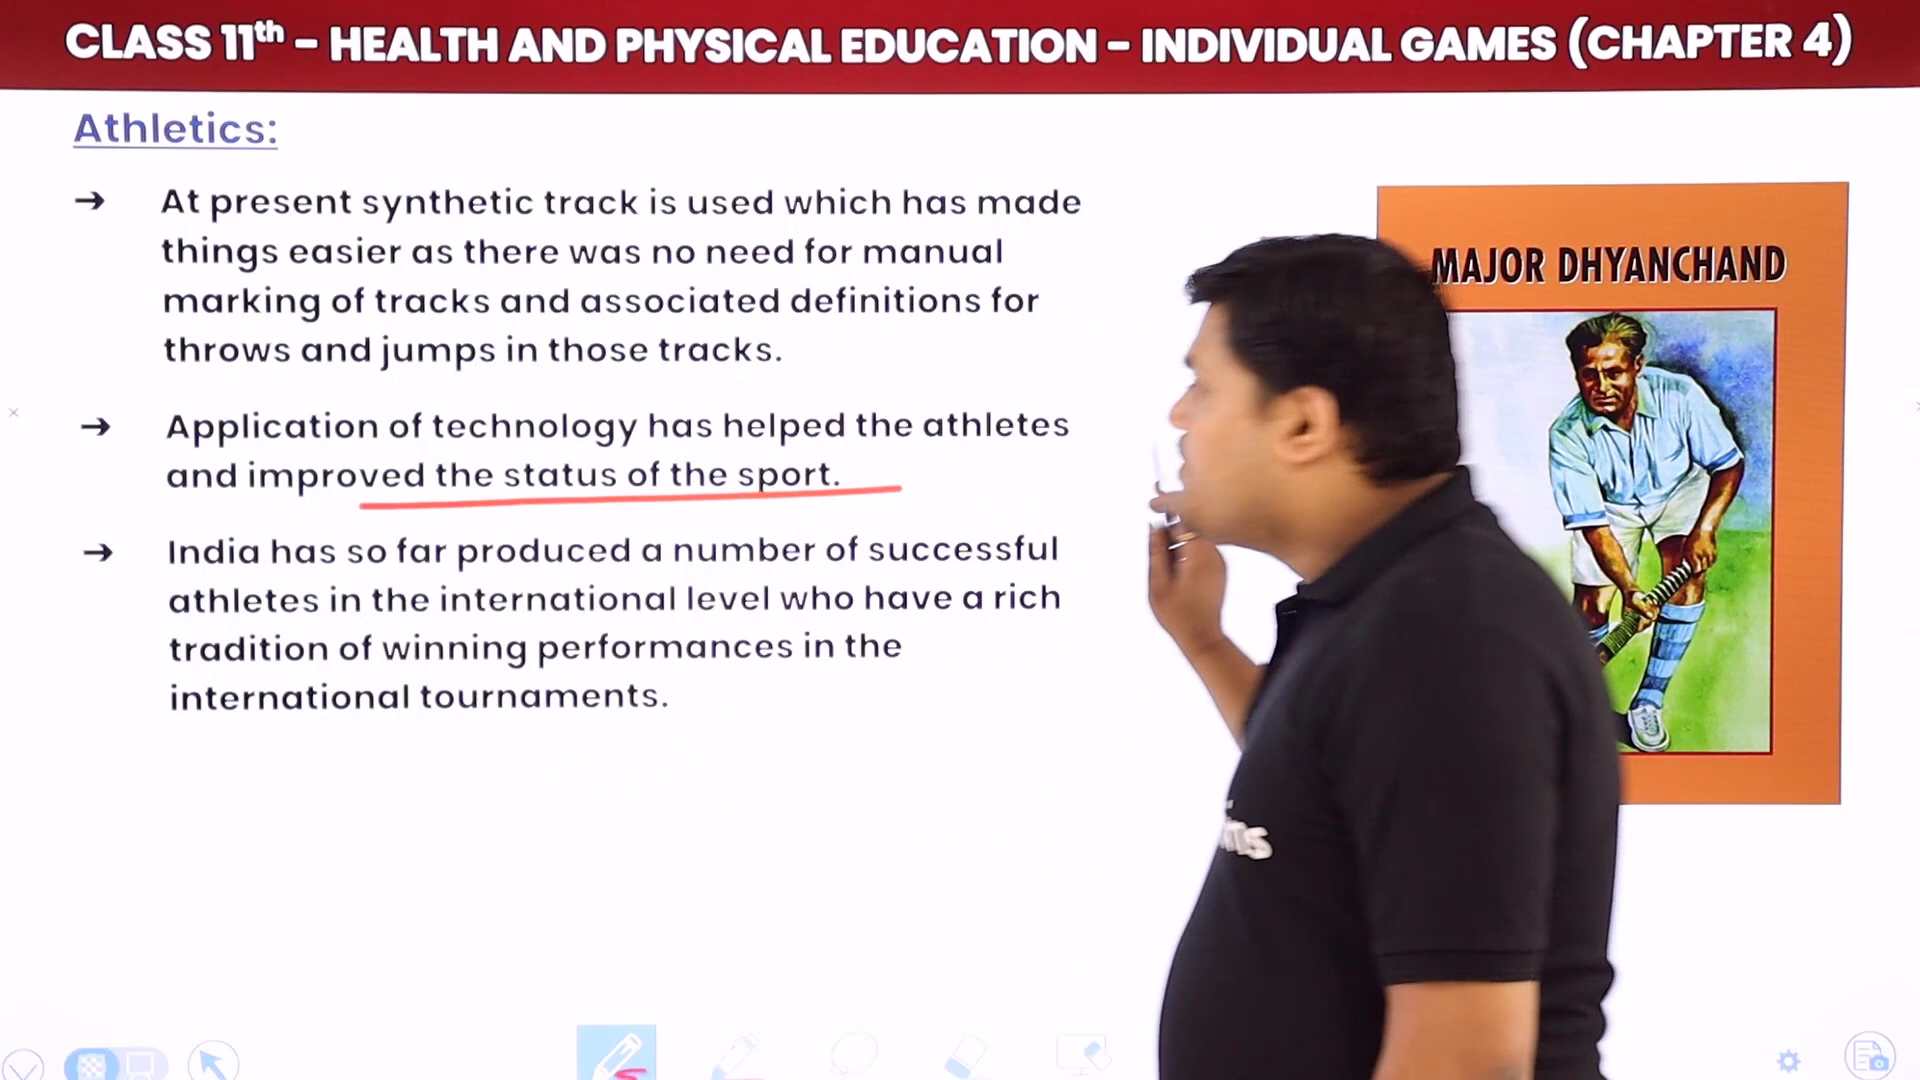 CLASS 11th - HEALTH AND PHYSICAL EDUCATION - INDIVIDUAL GAMES (CHAPTER 4)
Athletics:
→ At present synthetic track is used which has made
things easier as there was no need for manual
marking of tracks and associated definitions for
throws and jumps in those tracks.
→ Application of technology has helped the athletes
and improved the status of the sport.
→ India has so far produced a number of successful
athletes in the international level who have a rich
tradition of winning performances in the
international tournaments.
MAJOR DHYANCHAND